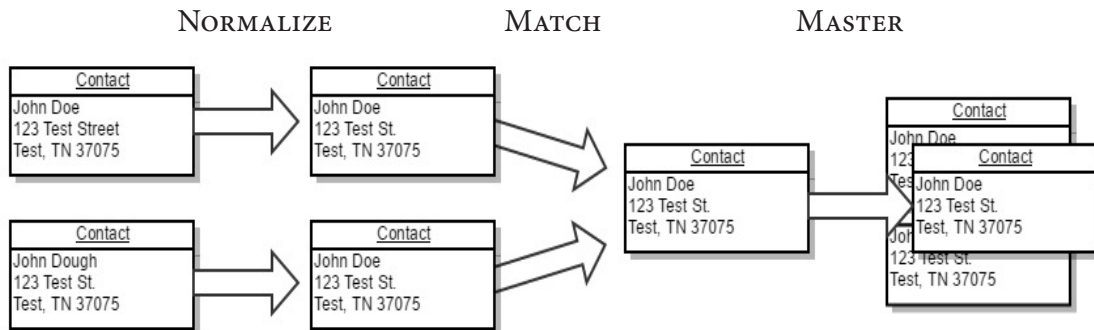 NORMALIZE
MATCH
MASTER
Contact
John Doe
123 Test Street
Test, TN 37075
Contact
John Doe
123 Test St.
Test, TN 37075
Contact
John Dough
123 Test St.
Test, TN 37075
Contact
John Doe
123 Test St.
Test, TN 37075
Contact
John Doe
123 Test St.
Test, TN 37075
Contact
John Doe
123
Contact
John Doe
123 Test St.
Test, TN 37075
123 Test St.
Test, TN 37075